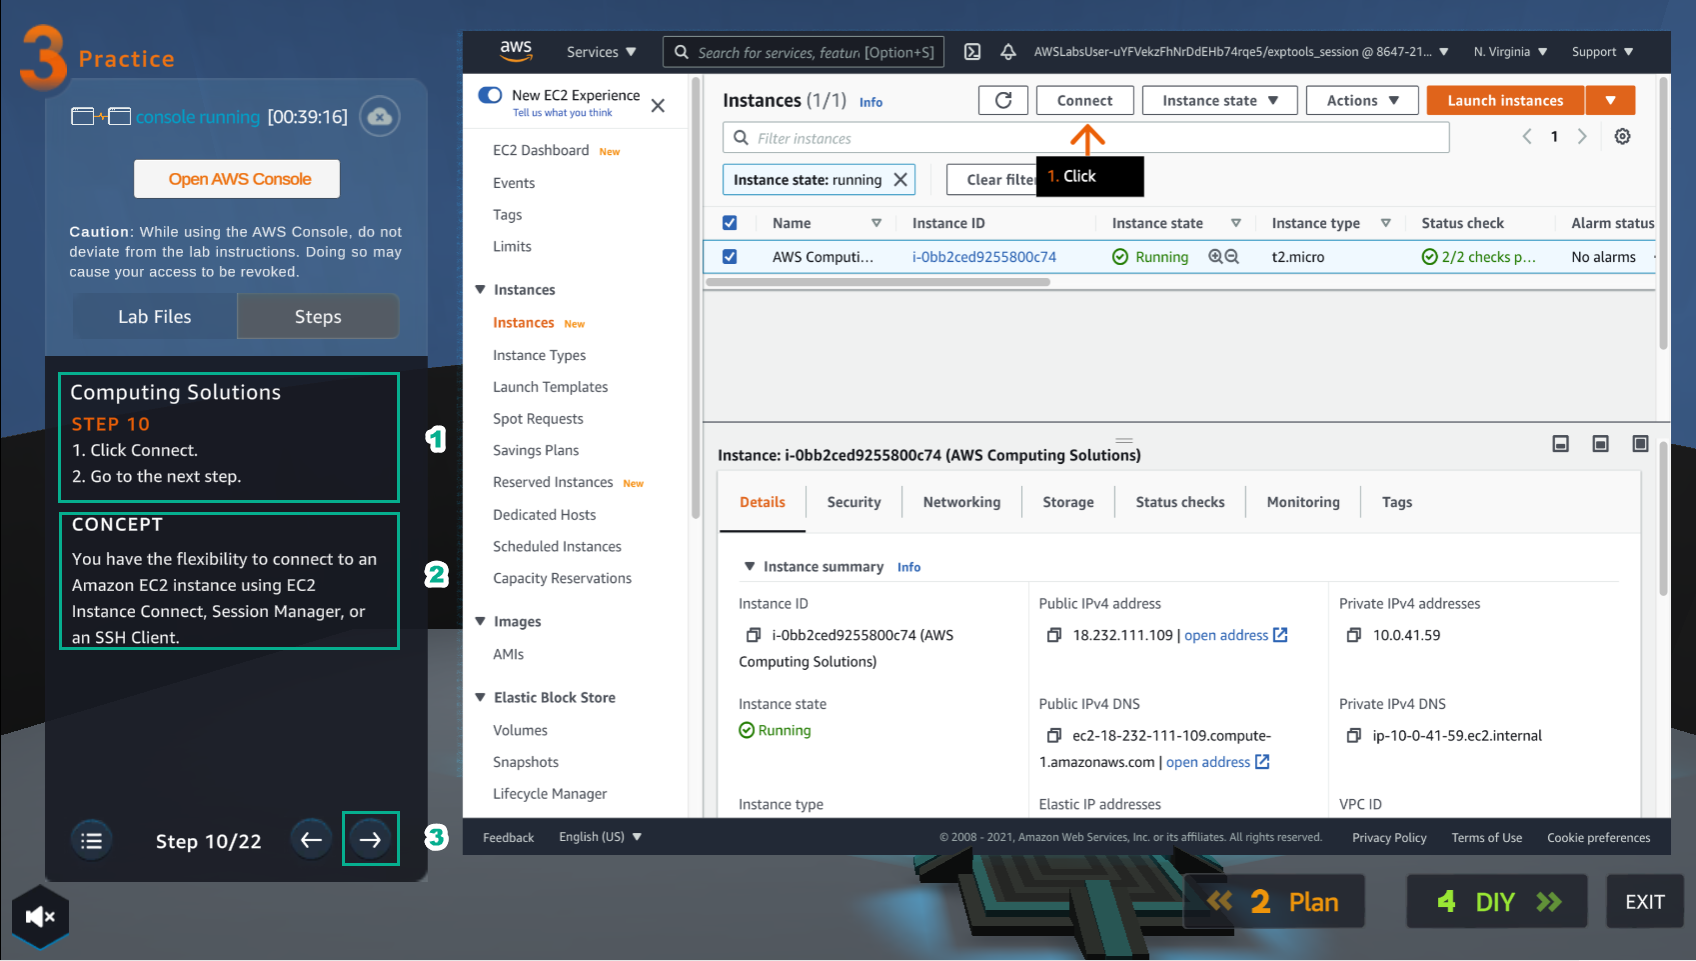 3 Practice
console running [00:39:16]
Open AWS Console
Caution: While using the AWS Console, do not
deviate from the lab instructions. Doing so may
cause your access to be revoked.
Lab Files
Steps
Computing Solutions
STEP 10
1. Click Connect.
2. Go to the next step.
1
CONCEPT
You have the flexibility to connect to an
Amazon EC2 instance using EC2
Instance Connect, Session Manager, or
an SSH Client.
2
Step 10/22
3
aws
Services
Search for services, featur [Option+S]
AWSLabsUser-uYFVekzFhNrDdEHb74rqe5/exptools_session @ 8647-21...
N. Virginia
Support
New EC2 Experience
Tell us what you think
EC2 Dashboard New
Events
Tags
Limits
Instances
Instances New
Instance Types
Launch Templates
Spot Requests
Savings Plans
Reserved Instances New
Dedicated Hosts
Scheduled Instances
Capacity Reservations
Images
AMIs
Elastic Block Store
Volumes
Snapshots
Lifecycle Manager
Instances (1/1) Info
Connect
Instance state
Actions
Launch instances
Filter instances
1
Instance state: running
Clear filte
1. Click
Name
Instance ID
Instance state
Instance type
Status check
Alarm status
AWS Computi...
i-0bb2ced9255800c74
Running
t2.micro
2/2 checks p...
No alarms
Instance: i-0bb2ced9255800c74 (AWS Computing Solutions)
Details
Security
Networking
Storage
Status checks
Monitoring
Tags
Instance summary Info
Instance ID
i-0bb2ced9255800c74 (AWS
Computing Solutions)
Public IPv4 address
18.232.111.109 | open address
Private IPv4 addresses
10.0.41.59
Instance state
Running
Public IPv4 DNS
ec2-18-232-111-109.compute-
1.amazonaws.com | open address
Private IPv4 DNS
ip-10-0-41-59.ec2.internal
Instance type
Elastic IP addresses
VPC ID
Feedback
English (US)
© 2008 - 2021, Amazon Web Services, Inc. or its affiliates. All rights reserved.
Privacy Policy
Terms of Use
Cookie preferences
2 Plan
4 DIY
EXIT